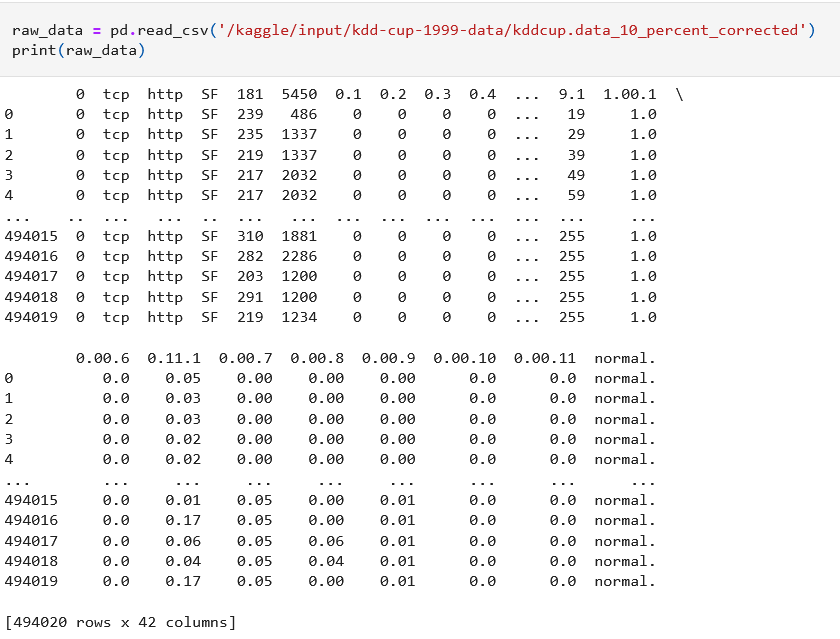 raw_data = pd.read_csv('/kaggle/input/kdd-cup-1999-data/kddcup.data_10_percent_corrected')
print(raw_data)
        0  tcp  http  SF  181  5450  0.1  0.2  0.3  0.4  ...  9.1  1.00.1  \
0       0  tcp  http  SF  239   486    0    0    0    0  ...   19     1.0
1       0  tcp  http  SF  235  1337    0    0    0    0  ...   29     1.0
2       0  tcp  http  SF  219  1337    0    0    0    0  ...   39     1.0
3       0  tcp  http  SF  217  2032    0    0    0    0  ...   49     1.0
4       0  tcp  http  SF  217  2032    0    0    0    0  ...   59     1.0
...    ..  ...   ...  ..  ...   ...  ...  ...  ...  ...  ...  ...     ...
494015  0  tcp  http  SF  310  1881    0    0    0    0  ...  255     1.0
494016  0  tcp  http  SF  282  2286    0    0    0    0  ...  255     1.0
494017  0  tcp  http  SF  203  1200    0    0    0    0  ...  255     1.0
494018  0  tcp  http  SF  291  1200    0    0    0    0  ...  255     1.0
494019  0  tcp  http  SF  219  1234    0    0    0    0  ...  255     1.0
        0.00.6  0.11.1  0.00.7  0.00.8  0.00.9  0.00.10  0.00.11  normal.
0          0.0    0.05    0.00    0.00    0.00      0.0      0.0  normal.
1          0.0    0.03    0.00    0.00    0.00      0.0      0.0  normal.
2          0.0    0.03    0.00    0.00    0.00      0.0      0.0  normal.
3          0.0    0.02    0.00    0.00    0.00      0.0      0.0  normal.
4          0.0    0.02    0.00    0.00    0.00      0.0      0.0  normal.
...        ...     ...     ...     ...     ...      ...      ...      ...
494015     0.0    0.01    0.05    0.00    0.01      0.0      0.0  normal.
494016     0.0    0.17    0.05    0.00    0.01      0.0      0.0  normal.
494017     0.0    0.06    0.05    0.06    0.01      0.0      0.0  normal.
494018     0.0    0.04    0.05    0.04    0.01      0.0      0.0  normal.
494019     0.0    0.17    0.05    0.00    0.01      0.0      0.0  normal.
[494020 rows x 42 columns]